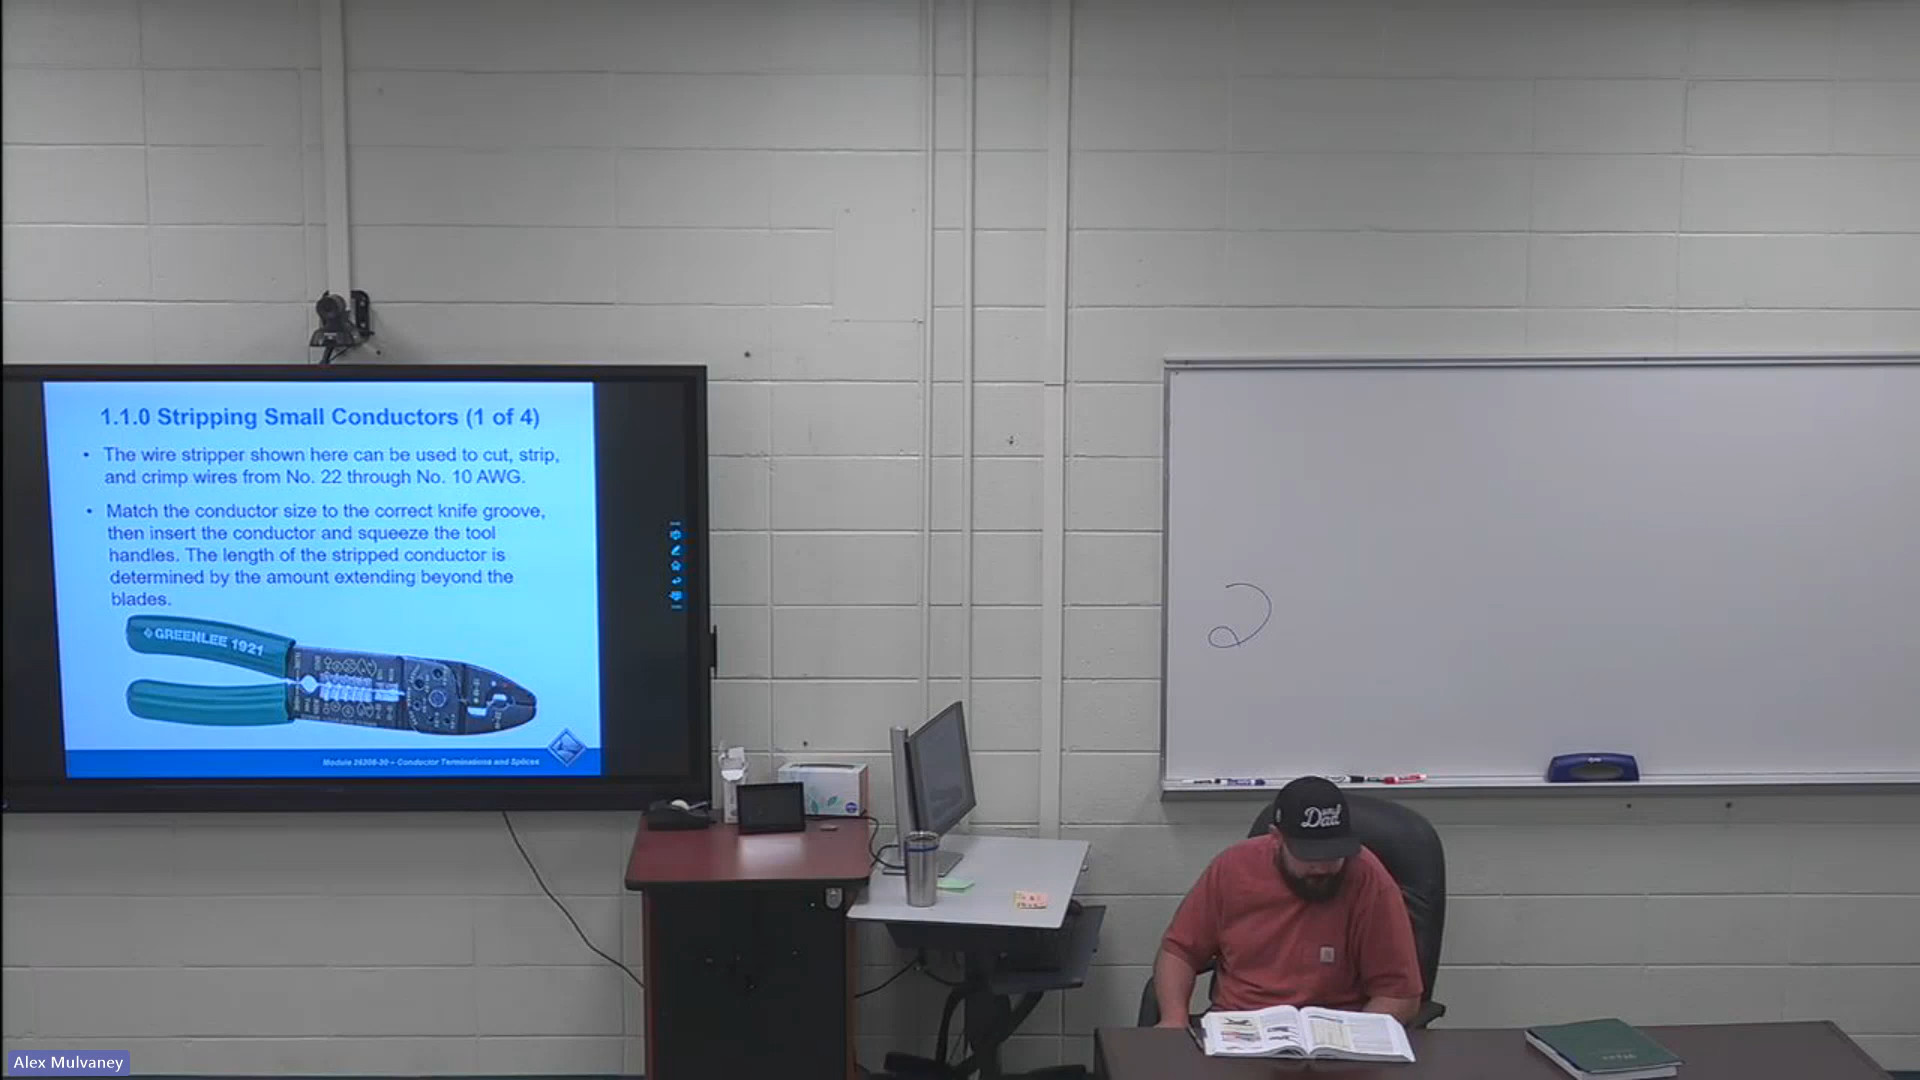 1.1.0 Stripping Small Conductors (1 of 4)
• The wire stripper shown here can be used to cut, strip,
and crimp wires from No. 22 through No. 10 AWG.
• Match the conductor size to the correct knife groove,
then insert the conductor and squeeze the tool
handles. The length of the stripped conductor is
determined by the amount extending beyond the
blades.
GREENLEE 1921
Module 26206-20 – Conductor Terminations and Splices
2
Dad
Alex Mulvaney